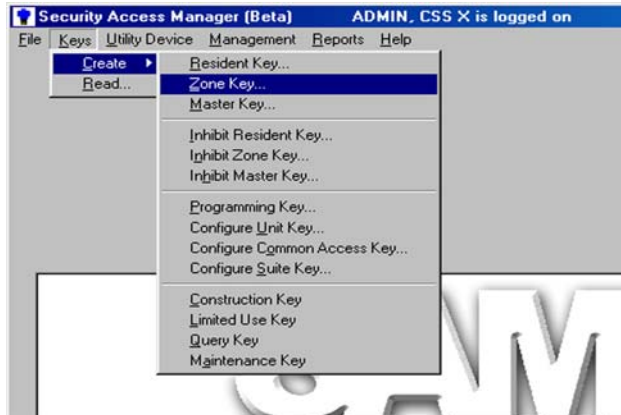 Security Access Manager (Beta) ADMIN, CSS X is logged on
File Keys Utility Device Management Reports Help
Create
Read...
Resident Key...
Zone Key...
Master Key...
Inhibit Resident Key...
Inhibit Zone Key...
Inhibit Master Key...
Programming Key...
Configure Unit Key...
Configure Common Access Key...
Configure Suite Key...
Construction Key
Limited Use Key
Query Key
Maintenance Key